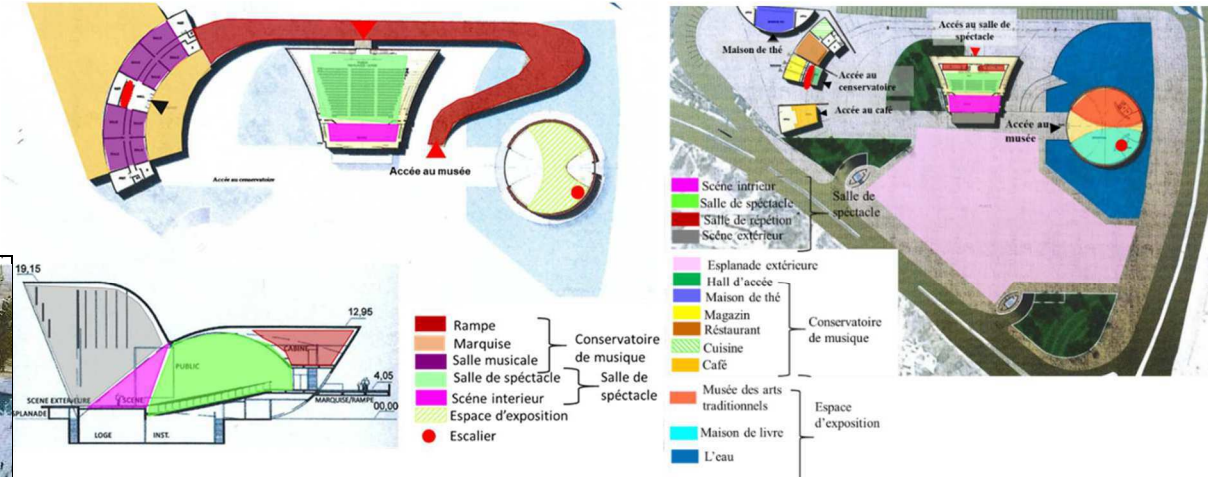 Accée au musée
Accée au conservatoire
19,15
12,95
CABINE
PUBLIC
4,05
SCENE EXTERIEURE
SCENE
MARQUISE/RAMPE
ESPLANADE
00,00
LOGE
INST.
Rampe
Marquise
Salle musicale
Conservatoire
de musique
Salle de spéctacle
Scéne interieur
Salle de
spéctacle
Espace d'exposition
Escalier
Accés au salle de
spéctacle
Maison de thé
Accée au
conservatoire
Accée au café
Accée au
musée
Scéne intrieur
Salle de spéctacle
Salle de répétion
Scéne extérieur
Salle de
spéctacle
Esplanade extérieure
Hall d'accée
Maison de thé
Magazin
Réstaurant
Cuisine
Café
Conservatoire
de musique
Musée des arts
traditionnels
Maison de livre
L'eau
Espace
d'exposition